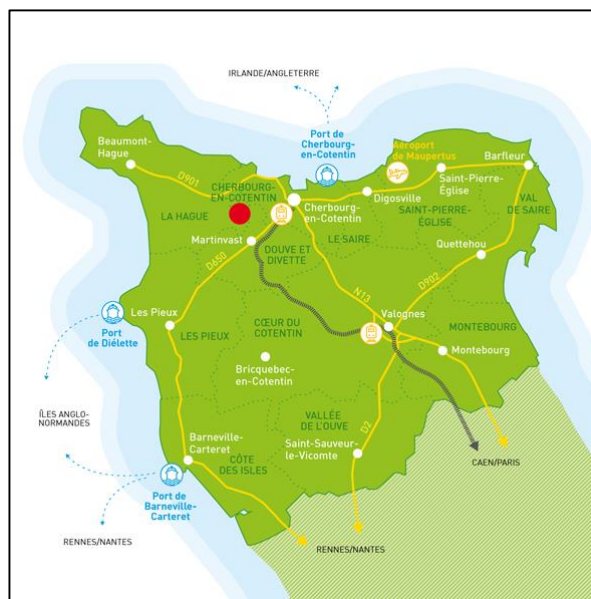 IRLANDE/ANGLETERRE
Port de
Cherbourg-
en-Cotentin
Aéroport
de Maupertus
Beaumont-
Hague
Barfleur
D901
CHERBOURG-
EN-COTENTIN
Saint-Pierre-
Église
Digosville
Cherbourg-
en-Cotentin
VAL
DE SAIRE
LA HAGUE
SAINT-PIERRE-
ÉGLISE
Martinvast
LE SAIRE
DOUVE ET
DIVETTE
Quettehou
D650
D902
N13
Les Pieux
Valognes
Port
de Diélette
LES PIEUX
CŒUR DU
COTENTIN
MONTEBOURG
Montebourg
Bricquebec-
en-Cotentin
ÎLES ANGLO-
NORMANDES
VALLÉE
DE L'OUVE
D2
Barneville-
Carteret
Saint-Sauveur-
le-Vicomte
CÔTE
DES ISLES
CAEN/PARIS
Port de
Barneville-
Carteret
RENNES/NANTES
RENNES/NANTES